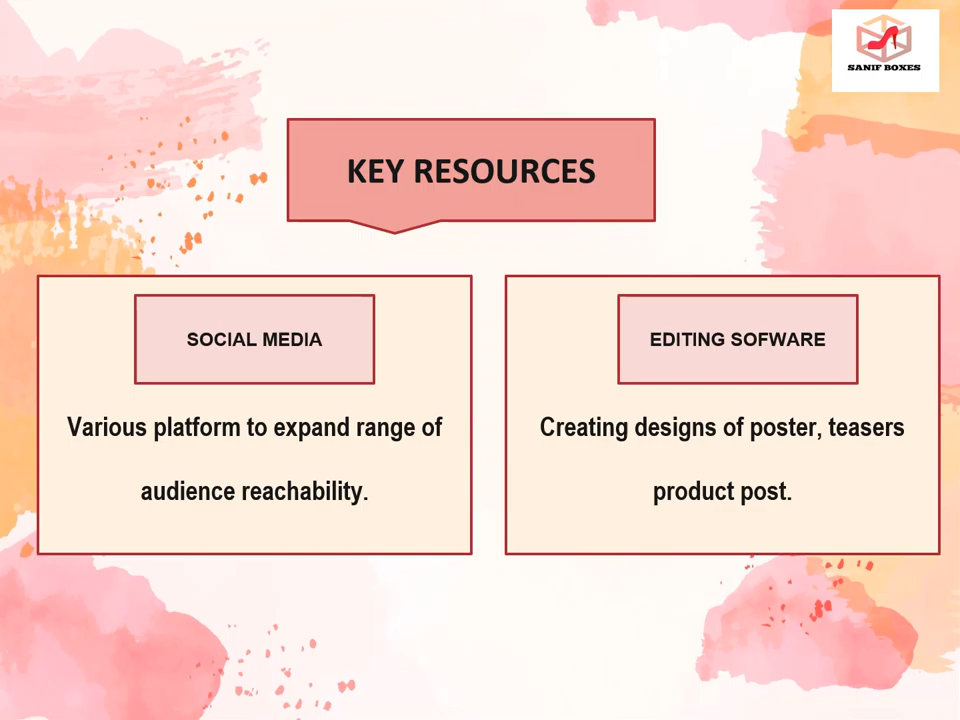 SANIF BOXES
KEY RESOURCES
SOCIAL MEDIA
Various platform to expand range of
audience reachability.
EDITING SOFWARE
Creating designs of poster, teasers
product post.